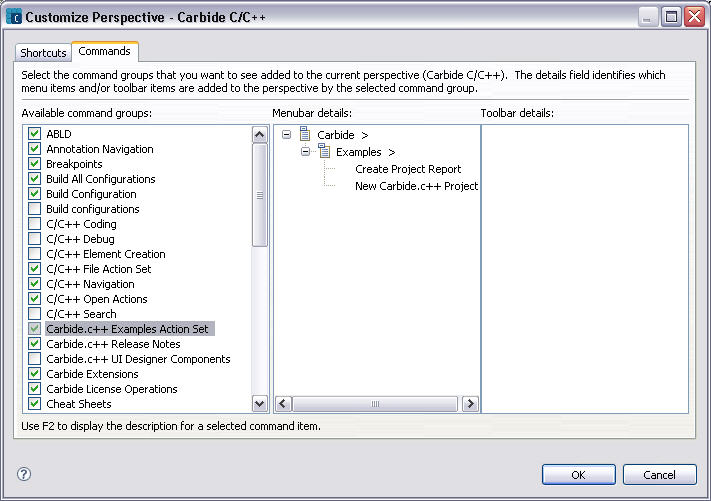 Customize Perspective - Carbide C/C++
Shortcuts
Commands
Select the command groups that you want to see added to the current perspective (Carbide C/C++). The details field identifies which
menu items and/or toolbar items are added to the perspective by the selected command group.
Available command groups:
Menubar details:
Toolbar details:
ABLD
Annotation Navigation
Breakpoints
Build All Configurations
Build Configuration
Build configurations
C/C++ Coding
C/C++ Debug
C/C++ Element Creation
C/C++ File Action Set
C/C++ Navigation
C/C++ Open Actions
C/C++ Search
Carbide.c++ Examples Action Set
Carbide.c++ Release Notes
Carbide.c++ UI Designer Components
Carbide Extensions
Carbide License Operations
Cheat Sheets
Carbide >
Examples >
Create Project Report
New Carbide.c++ Project
Use F2 to display the description for a selected command item.
?
OK
Cancel